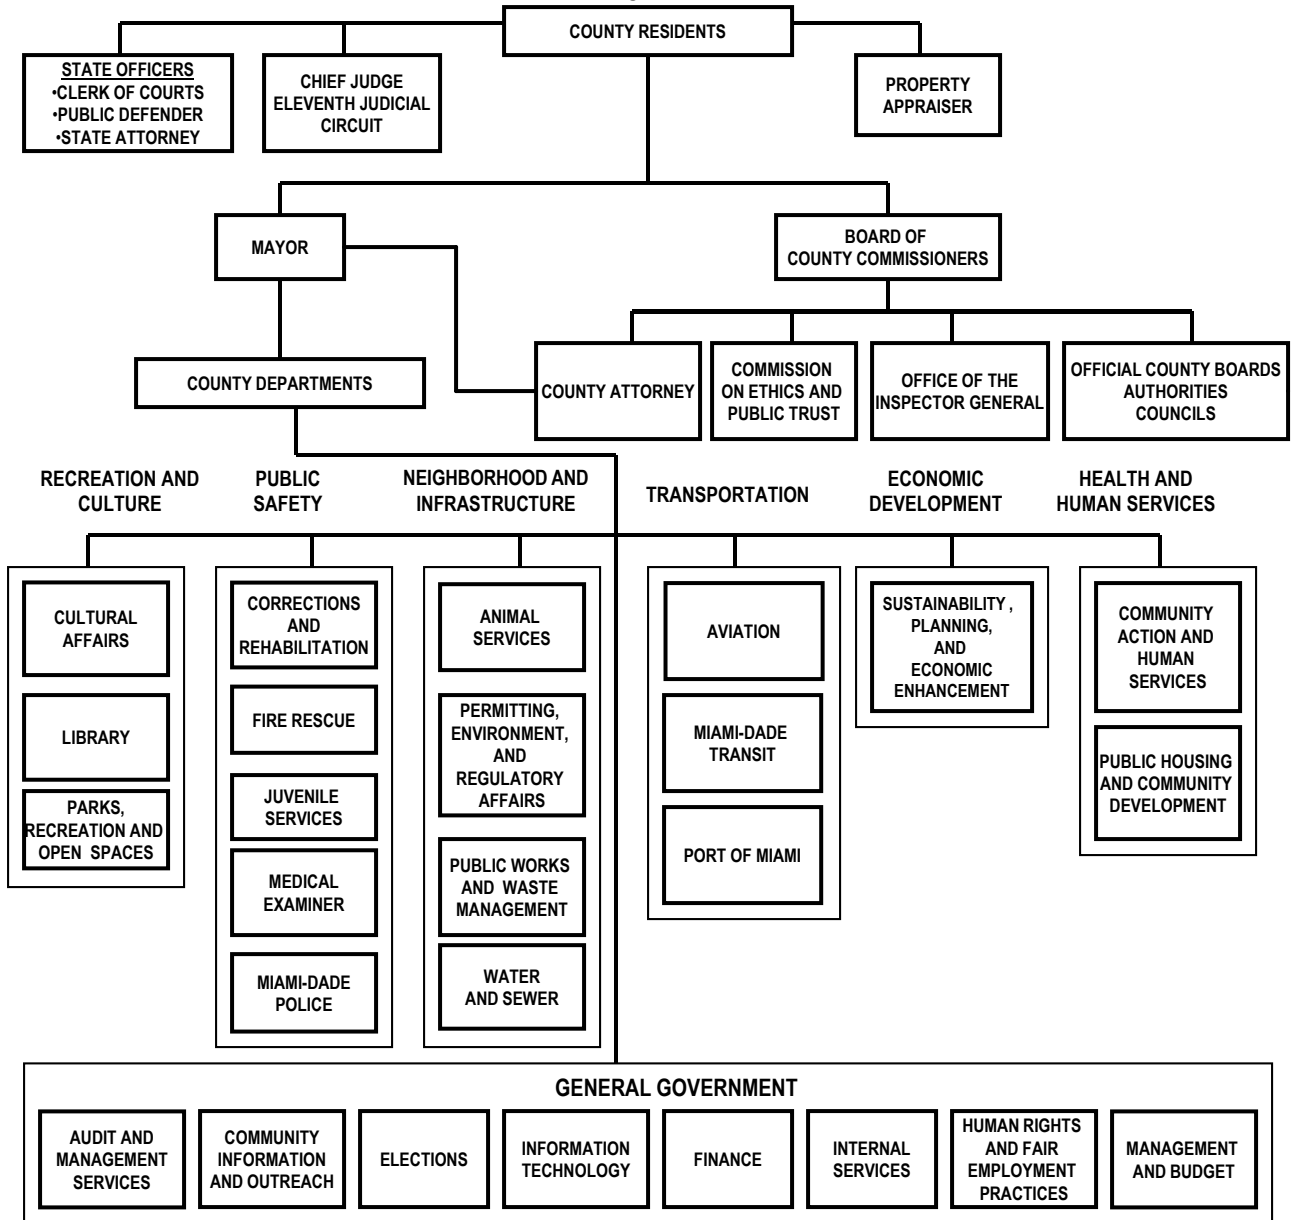 COUNTY RESIDENTS
STATE OFFICERS
•CLERK OF COURTS
•PUBLIC DEFENDER
•STATE ATTORNEY
CHIEF JUDGE
ELEVENTH JUDICIAL
CIRCUIT
PROPERTY
APPRAISER
MAYOR
BOARD OF
COUNTY COMMISSIONERS
COUNTY DEPARTMENTS
COUNTY ATTORNEY
COMMISSION
ON ETHICS AND
PUBLIC TRUST
OFFICE OF THE
INSPECTOR GENERAL
OFFICIAL COUNTY BOARDS
AUTHORITIES
COUNCILS
RECREATION AND
CULTURE
PUBLIC
SAFETY
NEIGHBORHOOD AND
INFRASTRUCTURE
TRANSPORTATION
ECONOMIC
DEVELOPMENT
HEALTH AND
HUMAN SERVICES
CULTURAL
AFFAIRS
LIBRARY
PARKS,
RECREATION AND
OPEN SPACES
CORRECTIONS
AND
REHABILITATION
FIRE RESCUE
JUVENILE
SERVICES
MEDICAL
EXAMINER
MIAMI-DADE
POLICE
ANIMAL
SERVICES
PERMITTING,
ENVIRONMENT,
AND
REGULATORY
AFFAIRS
PUBLIC WORKS
AND WASTE
MANAGEMENT
WATER
AND SEWER
AVIATION
MIAMI-DADE
TRANSIT
PORT OF MIAMI
SUSTAINABILITY ,
PLANNING,
AND
ECONOMIC
ENHANCEMENT
COMMUNITY
ACTION AND
HUMAN
SERVICES
PUBLIC HOUSING
AND COMMUNITY
DEVELOPMENT
GENERAL GOVERNMENT
AUDIT AND
MANAGEMENT
SERVICES
COMMUNITY
INFORMATION
AND OUTREACH
ELECTIONS
INFORMATION
TECHNOLOGY
FINANCE
INTERNAL
SERVICES
HUMAN RIGHTS
AND FAIR
EMPLOYMENT
PRACTICES
MANAGEMENT
AND BUDGET